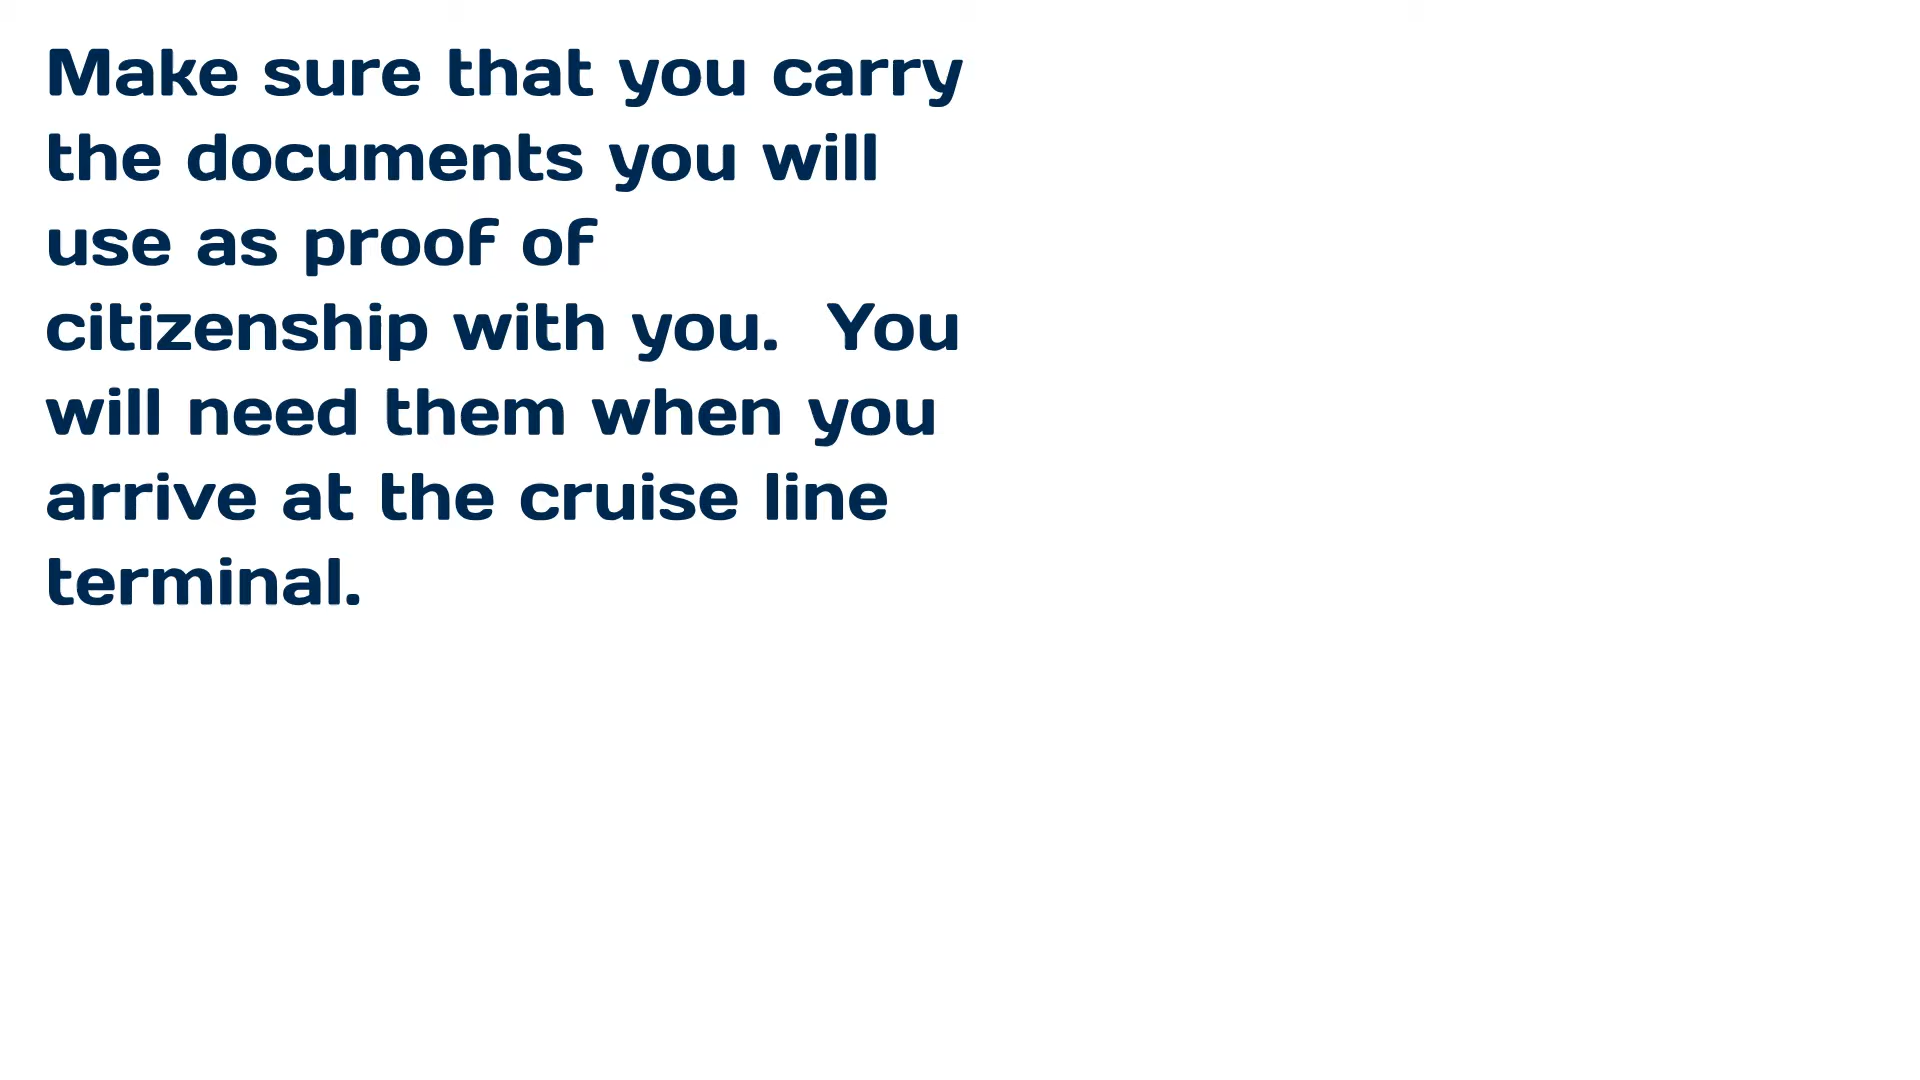 Make sure that you carry
the documents you will
use as proof of
citizenship with you.  You
will need them when you
arrive at the cruise line
terminal.